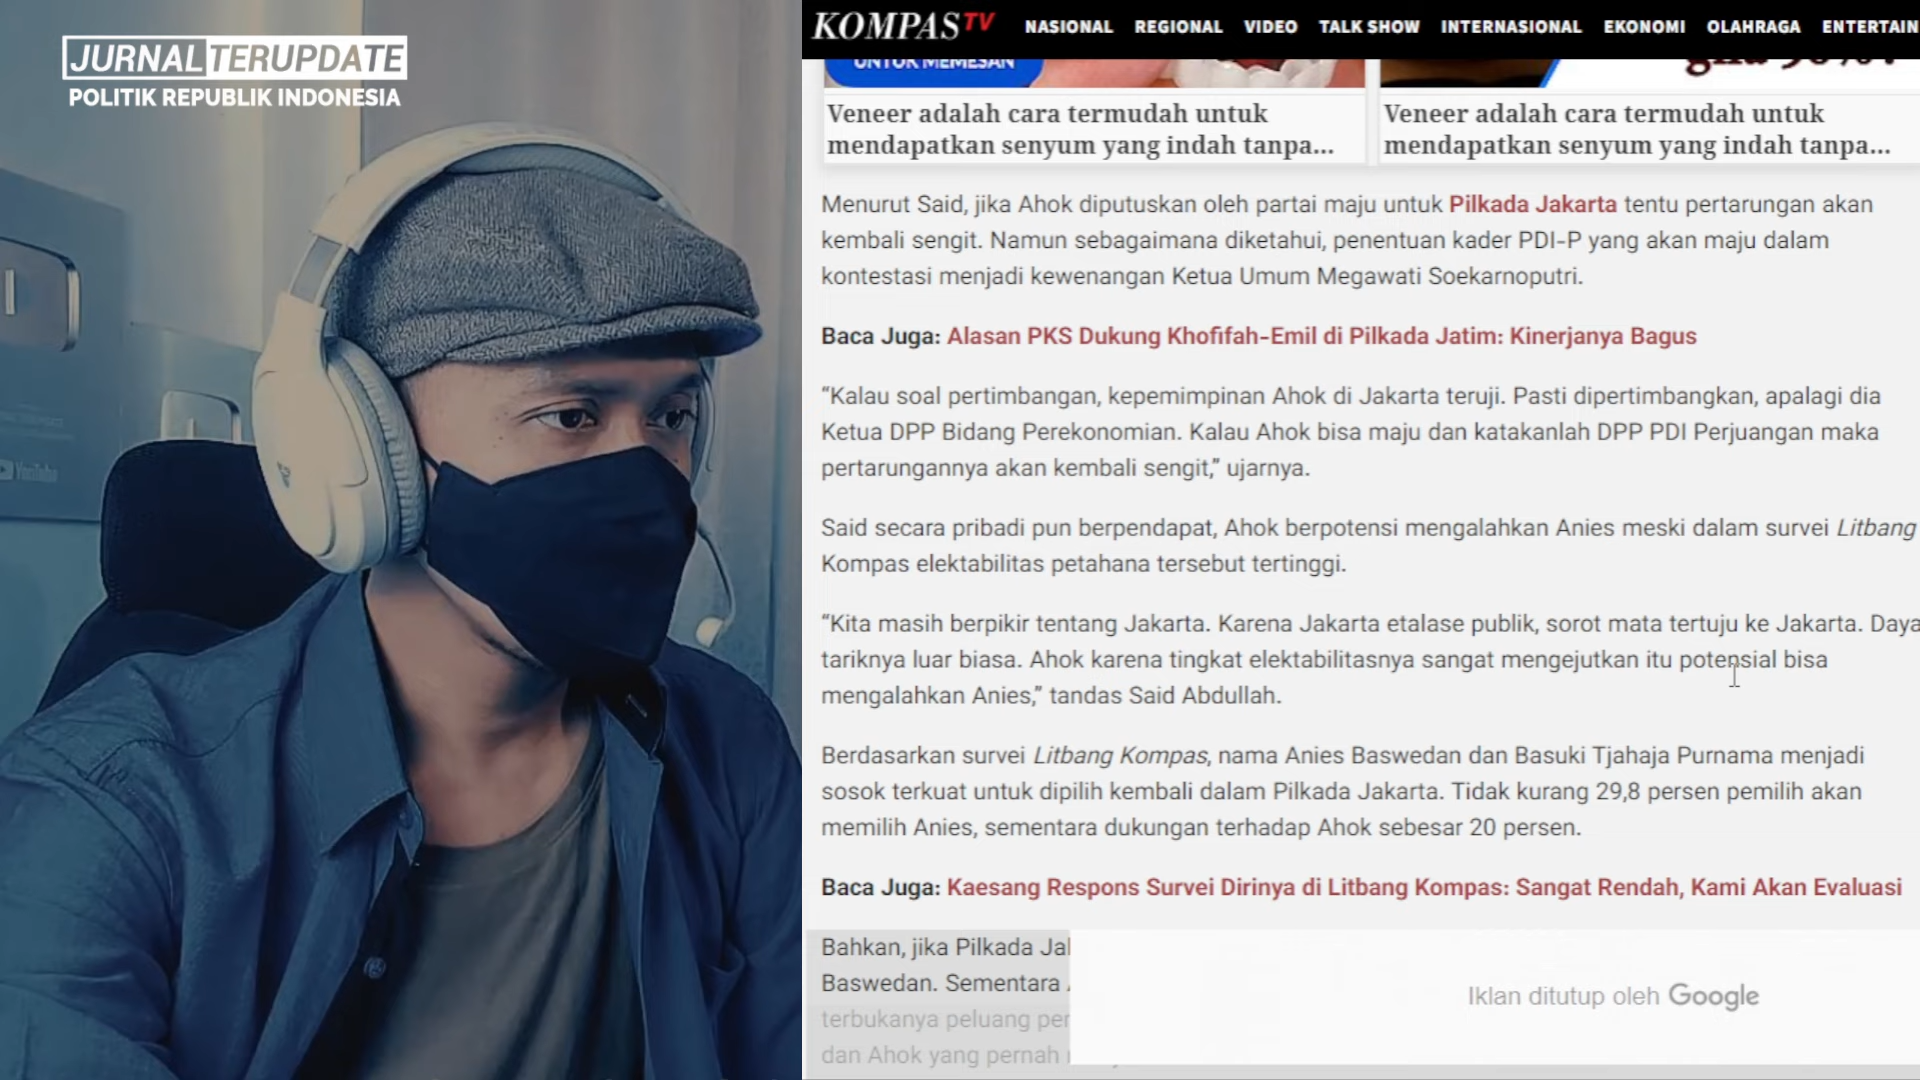 JURNAL TERUPDATE
POLITIK REPUBLIK INDONESIA
YouTube
KOMPAS TV NASIONAL REGIONAL VIDEO TALK SHOW INTERNASIONAL EKONOMI OLAHRAGA ENTERTAIN
UNTUK MEMESAN
Veneer adalah cara termudah untuk
mendapatkan senyum yang indah tanpa...
Veneer adalah cara termudah untuk
mendapatkan senyum yang indah tanpa...
Menurut Said, jika Ahok diputuskan oleh partai maju untuk Pilkada Jakarta tentu pertarungan akan
kembali sengit. Namun sebagaimana diketahui, penentuan kader PDI-P yang akan maju dalam
kontestasi menjadi kewenangan Ketua Umum Megawati Soekarnoputri.
Baca Juga: Alasan PKS Dukung Khofifah-Emil di Pilkada Jatim: Kinerjanya Bagus
“Kalau soal pertimbangan, kepemimpinan Ahok di Jakarta teruji. Pasti dipertimbangkan, apalagi dia
Ketua DPP Bidang Perekonomian. Kalau Ahok bisa maju dan katakanlah DPP PDI Perjuangan maka
pertarungannya akan kembali sengit,” ujarnya.
Said secara pribadi pun berpendapat, Ahok berpotensi mengalahkan Anies meski dalam survei Litbang
Kompas elektabilitas petahana tersebut tertinggi.
“Kita masih berpikir tentang Jakarta. Karena Jakarta etalase publik, sorot mata tertuju ke Jakarta. Daya
tariknya luar biasa. Ahok karena tingkat elektabilitasnya sangat mengejutkan itu potensial bisa
mengalahkan Anies,” tandas Said Abdullah.
Berdasarkan survei Litbang Kompas, nama Anies Baswedan dan Basuki Tjahaja Purnama menjadi
sosok terkuat untuk dipilih kembali dalam Pilkada Jakarta. Tidak kurang 29,8 persen pemilih akan
memilih Anies, sementara dukungan terhadap Ahok sebesar 20 persen.
Baca Juga: Kaesang Respons Survei Dirinya di Litbang Kompas: Sangat Rendah, Kami Akan Evaluasi
Bahkan, jika Pilkada
Baswedan. Sementara
terbukanya peluang
dan Ahok yang pernah
Iklan ditutup oleh Google